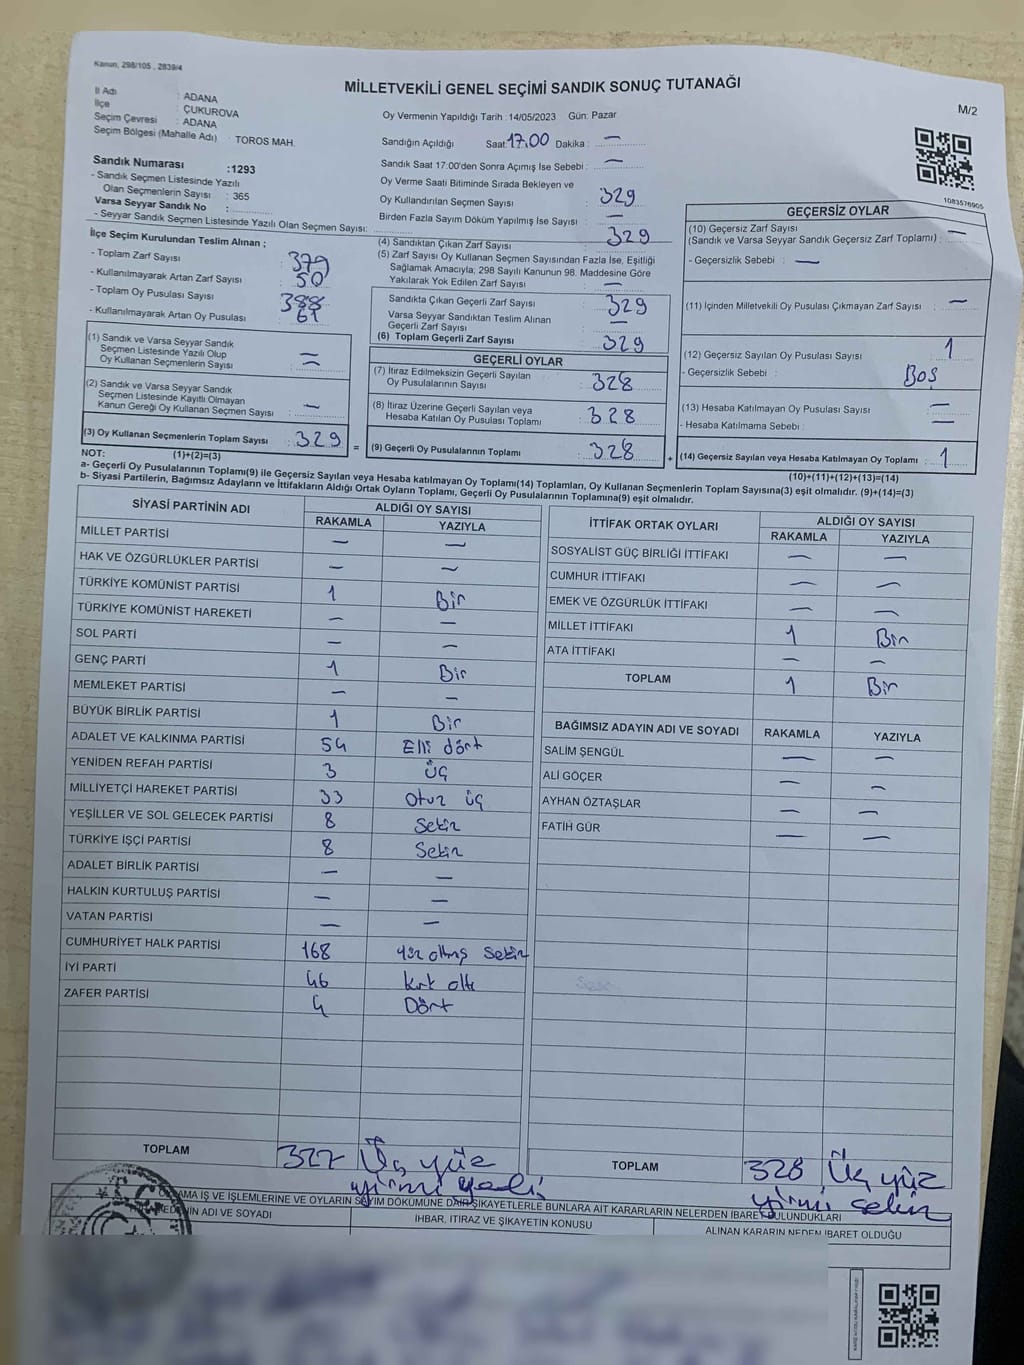 Kanun, 298/105 , 2839/4
MİLLETVEKİLİ GENEL SEÇİMİ SANDIK SONUÇ TUTANAĞI
M/2
İl Adı : ADANA
İlçe : ÇUKUROVA
Seçim Çevresi : ADANA
Seçim Bölgesi (Mahalle Adı) : TOROS MAH.
Oy Vermenin Yapıldığı Tarih : 14/05/2023 Gün: Pazar
Sandığın Açıldığı Saat: 17.00 Dakika : —
Sandık Saat 17:00'den Sonra Açımış İse Sebebi : —
Oy Verme Saati Bitiminde Sırada Bekleyen ve
Oy Kullandırılan Seçmen Sayısı 329
Birden Fazla Sayım Döküm Yapılmış İse Sayısı : —
Sandık Numarası :1293
- Sandık Seçmen Listesinde Yazılı
Olan Seçmenlerin Sayısı : 365
Varsa Seyyar Sandık No :
- Seyyar Sandık Seçmen Listesinde Yazılı Olan Seçmen Sayısı:
1083576905
İlçe Seçim Kurulundan Teslim Alınan ;
- Toplam Zarf Sayısı : 379
- Kullanılmayarak Artan Zarf Sayısı : 50
- Toplam Oy Pusulası Sayısı : 388
- Kullanılmayarak Artan Oy Pusulası : 61
(4) Sandıktan Çıkan Zarf Sayısı : 329
(5) Zarf Sayısı Oy Kullanan Seçmen Sayısından Fazla İse, Eşitliği
Sağlamak Amacıyla; 298 Sayılı Kanunun 98. Maddesine Göre
Yakılarak Yok Edilen Zarf Sayısı : —
Sandıkta Çıkan Geçerli Zarf Sayısı : 329
Varsa Seyyar Sandıktan Teslim Alınan
Geçerli Zarf Sayısı : —
(6) Toplam Geçerli Zarf Sayısı : 329
GEÇERSİZ OYLAR
(10) Geçersiz Zarf Sayısı
(Sandık ve Varsa Seyyar Sandık Geçersiz Zarf Toplamı) : —
- Geçersizlik Sebebi : —
(11) İçinden Milletvekili Oy Pusulası Çıkmayan Zarf Sayısı : —
(12) Geçersiz Sayılan Oy Pusulası Sayısı : 1
- Geçersizlik Sebebi : Boş
(13) Hesaba Katılmayan Oy Pusulası Sayısı : —
- Hesaba Katılmama Sebebi : —
(14) Geçersiz Sayılan veya Hesaba Katılmayan Oy Toplamı : 1
(10)+(11)+(12)+(13)=(14)
(1) Sandık ve Varsa Seyyar Sandık
Seçmen Listesinde Yazılı Olup
Oy Kullanan Seçmenlerin Sayısı : —
(2) Sandık ve Varsa Seyyar Sandık
Seçmen Listesinde Kayıtlı Olmayan
Kanun Gereği Oy Kullanan Seçmen Sayısı : —
(3) Oy Kullanan Seçmenlerin Toplam Sayısı : 329 =
(1)+(2)=(3)
GEÇERLİ OYLAR
(7) İtiraz Edilmeksizin Geçerli Sayılan
Oy Pusulalarının Sayısı : 328
(8) İtiraz Üzerine Geçerli Sayılan veya
Hesaba Katılan Oy Pusulası Toplamı : 328
(9) Geçerli Oy Pusulalarının Toplamı : 328 +
NOT:
a- Geçerli Oy Pusulalarının Toplamı(9) ile Geçersiz Sayılan veya Hesaba katılmayan Oy Toplamı(14) Toplamları, Oy Kullanan Seçmenlerin Toplam Sayısına(3) eşit olmalıdır. (9)+(14)=(3)
b- Siyasi Partilerin, Bağımsız Adayların ve İttifakların Aldığı Ortak Oyların Toplamı, Geçerli Oy Pusulalarının Toplamına(9) eşit olmalıdır.
SİYASİ PARTİNİN ADI ALDIĞI OY SAYISI
RAKAMLA YAZIYLA
MİLLET PARTİSİ — —
HAK VE ÖZGÜRLÜKLER PARTİSİ — —
TÜRKİYE KOMÜNİST PARTİSİ 1 Bir
TÜRKİYE KOMÜNİST HAREKETİ — —
SOL PARTİ — —
GENÇ PARTİ 1 Bir
MEMLEKET PARTİSİ — —
BÜYÜK BİRLİK PARTİSİ 1 Bir
ADALET VE KALKINMA PARTİSİ 54 Elli dört
YENİDEN REFAH PARTİSİ 3 Üç
MİLLİYETÇİ HAREKET PARTİSİ 33 Otuz üç
YEŞİLLER VE SOL GELECEK PARTİSİ 8 Sekiz
TÜRKİYE İŞÇİ PARTİSİ 8 Sekiz
ADALET BİRLİK PARTİSİ — —
HALKIN KURTULUŞ PARTİSİ — —
VATAN PARTİSİ — —
CUMHURİYET HALK PARTİSİ 168 yüz altmış sekiz
İYİ PARTİ 46 kırk altı
ZAFER PARTİSİ 4 Dört
TOPLAM 327 Üç yüz
yirmi yedi
İTTİFAK ORTAK OYLARI ALDIĞI OY SAYISI
RAKAMLA YAZIYLA
SOSYALİST GÜÇ BİRLİĞİ İTTİFAKI — —
CUMHUR İTTİFAKI — —
EMEK VE ÖZGÜRLÜK İTTİFAKI — —
MİLLET İTTİFAKI 1 Bir
ATA İTTİFAKI — —
TOPLAM 1 Bir
BAĞIMSIZ ADAYIN ADI VE SOYADI RAKAMLA YAZIYLA
SALİM ŞENGÜL — —
ALİ GÖÇER — —
AYHAN ÖZTAŞLAR — —
FATİH GÜR — —
TOPLAM 328 Üç yüz
yirmi sekiz
AMA İŞ VE İŞLEMLERİNE VE OYLARIN SAYIM DÖKÜMÜNE DAİR ŞİKAYETLERLE BUNLARA AİT KARARLARIN NELERDEN İBARET BULUNDUKLARI
İN ADI VE SOYADI
İHBAR, İTİRAZ VE ŞİKAYETİN KONUSU
ALINAN KARARIN NEDEN İBARET OLDUĞU